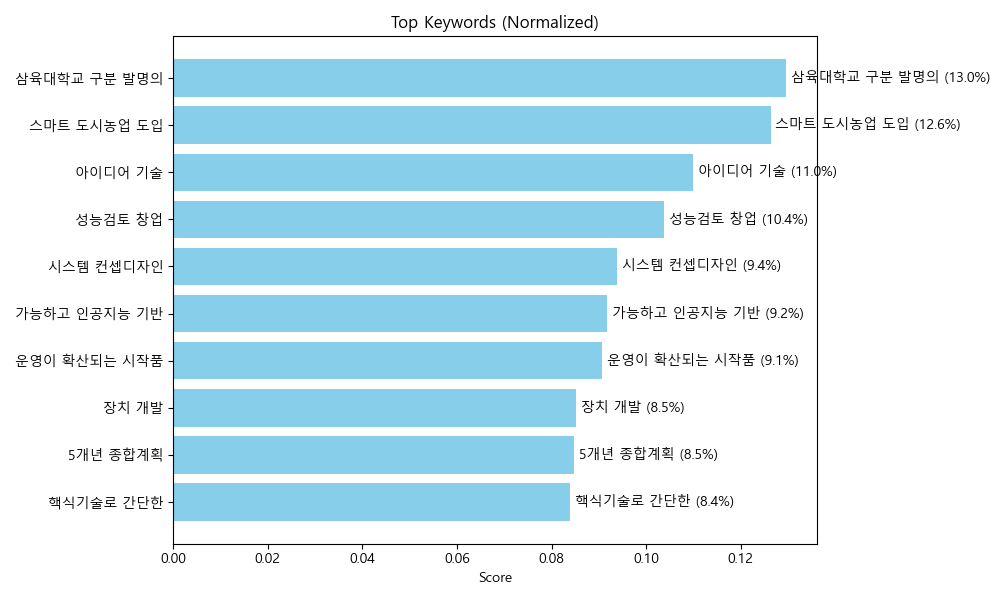 Top Keywords (Normalized)
삼육대학교 구분 발명의
삼육대학교 구분 발명의 (13.0%)
스마트 도시농업 도입
스마트 도시농업 도입 (12.6%)
아이디어 기술
아이디어 기술 (11.0%)
성능검토 창업
성능검토 창업 (10.4%)
시스템 컨셉디자인
시스템 컨셉디자인 (9.4%)
가능하고 인공지능 기반
가능하고 인공지능 기반 (9.2%)
운영이 확산되는 시작품
운영이 확산되는 시작품 (9.1%)
장치 개발
장치 개발 (8.5%)
5개년 종합계획
5개년 종합계획 (8.5%)
핵식기술로 간단한
핵식기술로 간단한 (8.4%)
0.00 0.02 0.04 0.06 0.08 0.10 0.12
Score